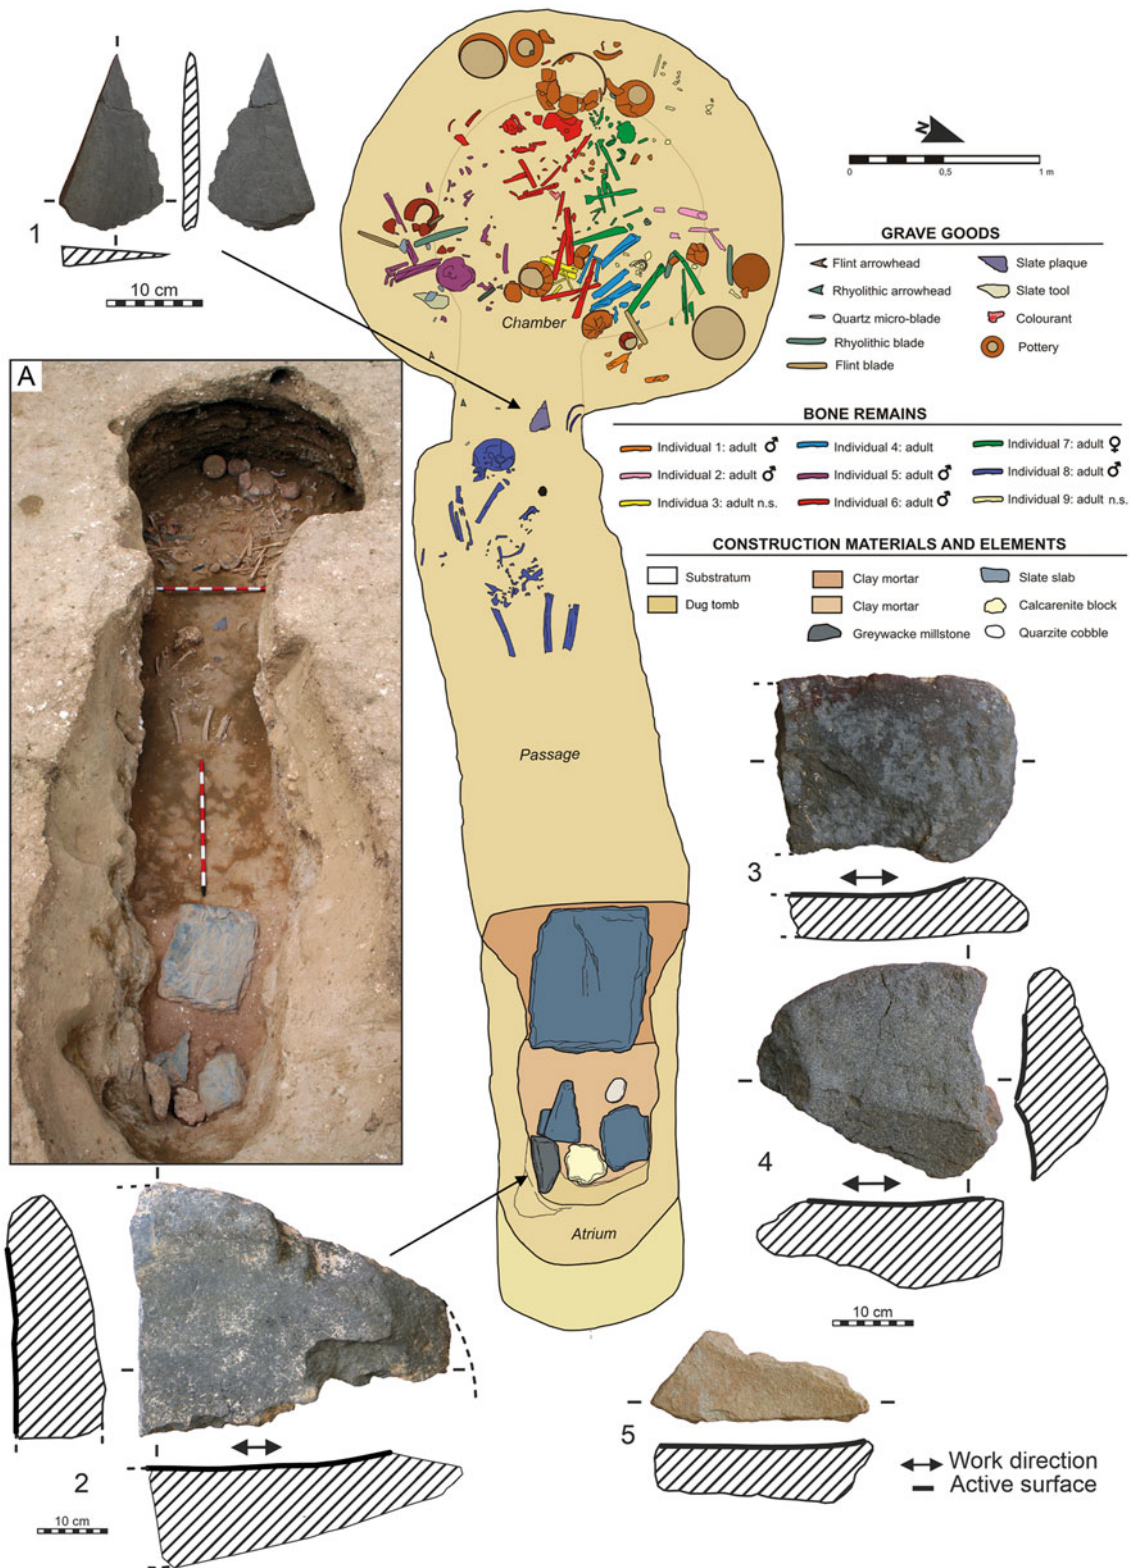 1
10 cm
A
N
0
0,5
1 m
Chamber
Passage
Atrium
GRAVE GOODS
Flint arrowhead
Rhyolithic arrowhead
Quartz micro-blade
Rhyolithic blade
Flint blade
Slate plaque
Slate tool
Colourant
Pottery
BONE REMAINS
Individual 1: adult ♂
Individual 2: adult ♂
Individua 3: adult n.s.
Individual 4: adult
Individual 5: adult ♂
Individual 6: adult ♂
Individual 7: adult ♀
Individual 8: adult ♂
Individual 9: adult n.s.
CONSTRUCTION MATERIALS AND ELEMENTS
Substratum
Dug tomb
Clay mortar
Clay mortar
Greywacke millstone
Slate slab
Calcarenite block
Quarzite cobble
3
4
10 cm
2
10 cm
5
Work direction
Active surface